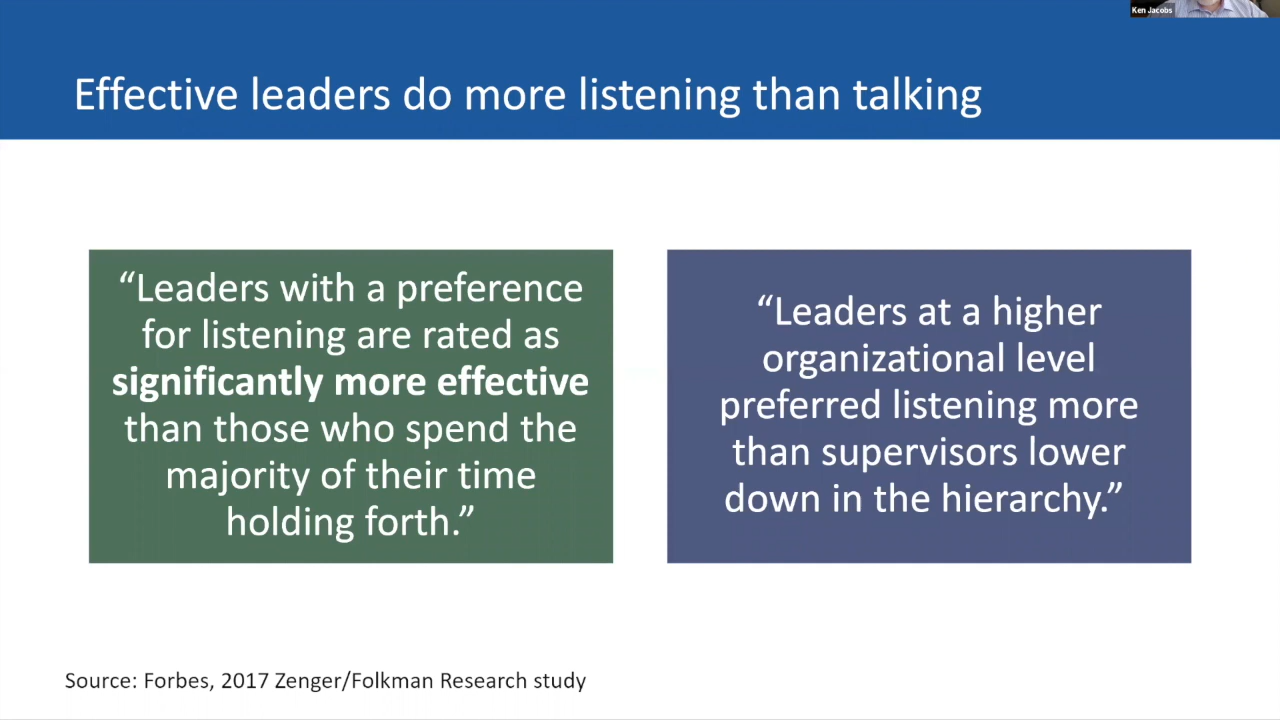 Ken Jacobs
Effective leaders do more listening than talking
“Leaders with a preference
for listening are rated as
significantly more effective
than those who spend the
majority of their time
holding forth.”
“Leaders at a higher
organizational level
preferred listening more
than supervisors lower
down in the hierarchy.”
Source: Forbes, 2017 Zenger/Folkman Research study